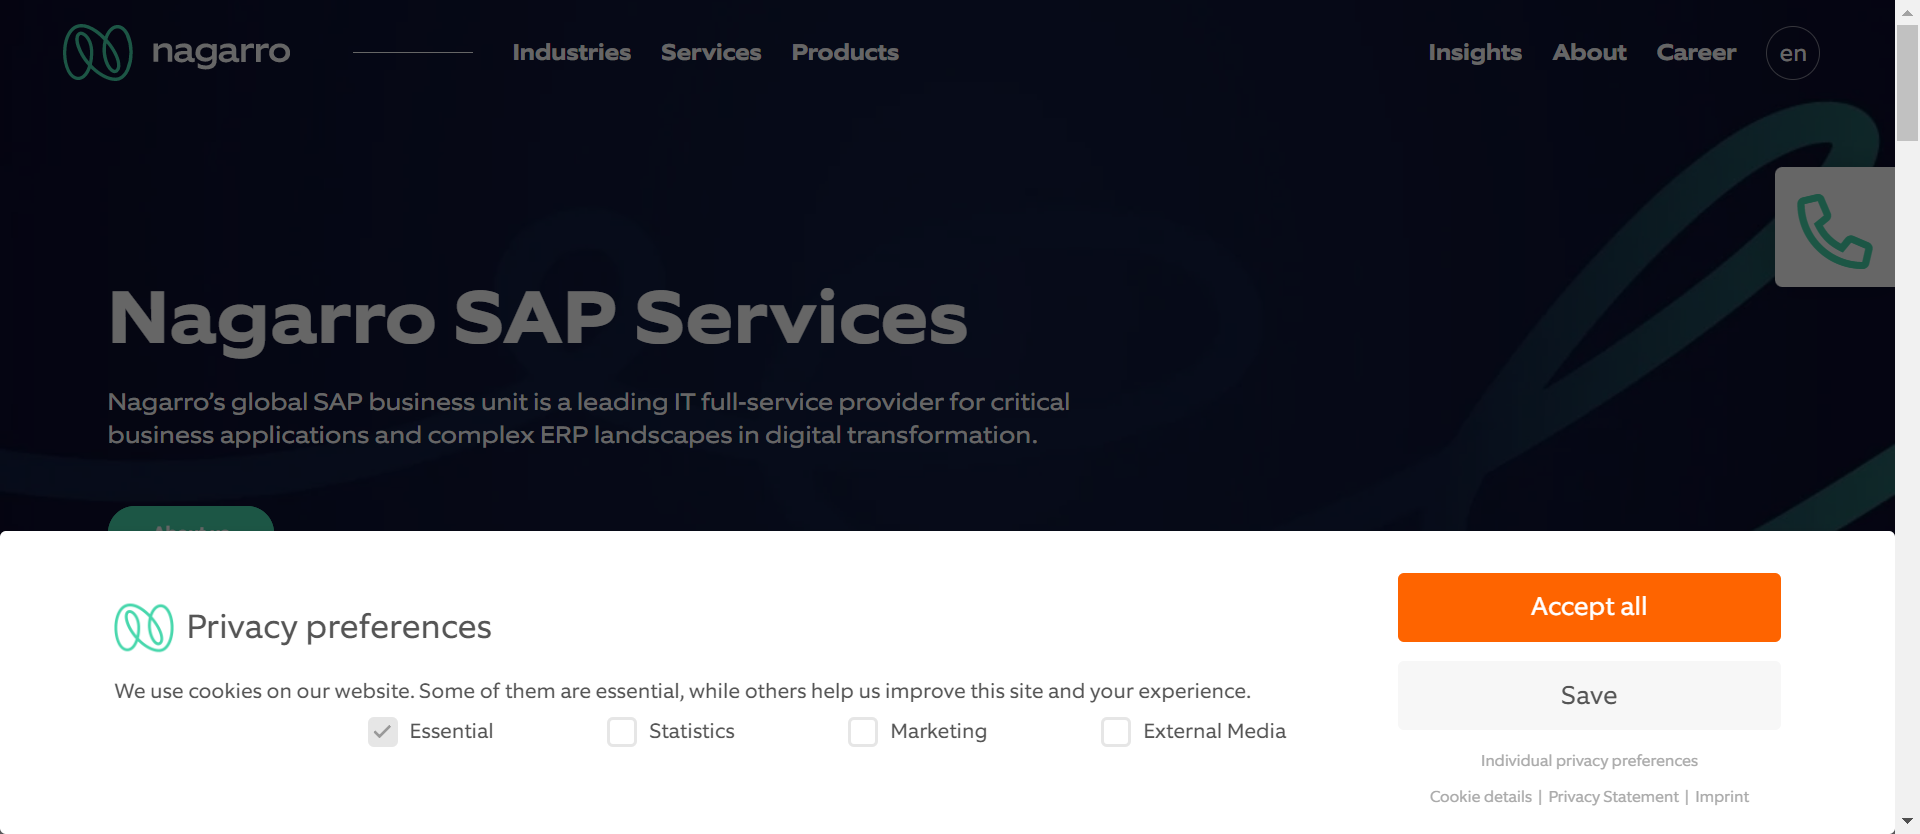 nagarro
Industries Services Products
Insights About Career en
Nagarro SAP Services
Nagarro's global SAP business unit is a leading IT full-service provider for critical
business applications and complex ERP landscapes in digital transformation.
About us
Privacy preferences
We use cookies on our website. Some of them are essential, while others help us improve this site and your experience.
Essential Statistics Marketing External Media
Accept all
Save
Individual privacy preferences
Cookie details | Privacy Statement | Imprint